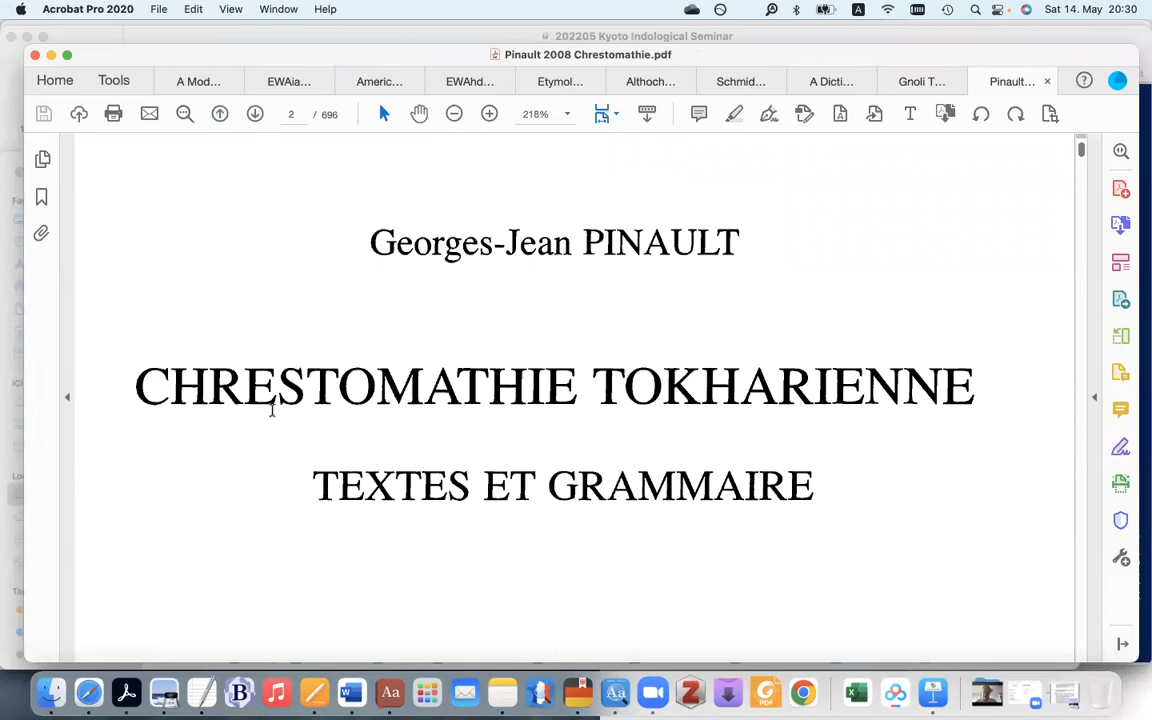 Acrobat Pro 2020 File Edit View Window Help A Sat 14. May 20:30
202205 Kyoto Indological Seminar
Pinault 2008 Chrestomathie.pdf
Home Tools A Mod... EWAia... Americ... EWAhd... Etymol... Althoch... Schmid... A Dicti... Gnoli T... Pinault... ×
2 / 696 218%
Georges-Jean PINAULT
CHRESTOMATHIE TOKHARIENNE
TEXTES ET GRAMMAIRE